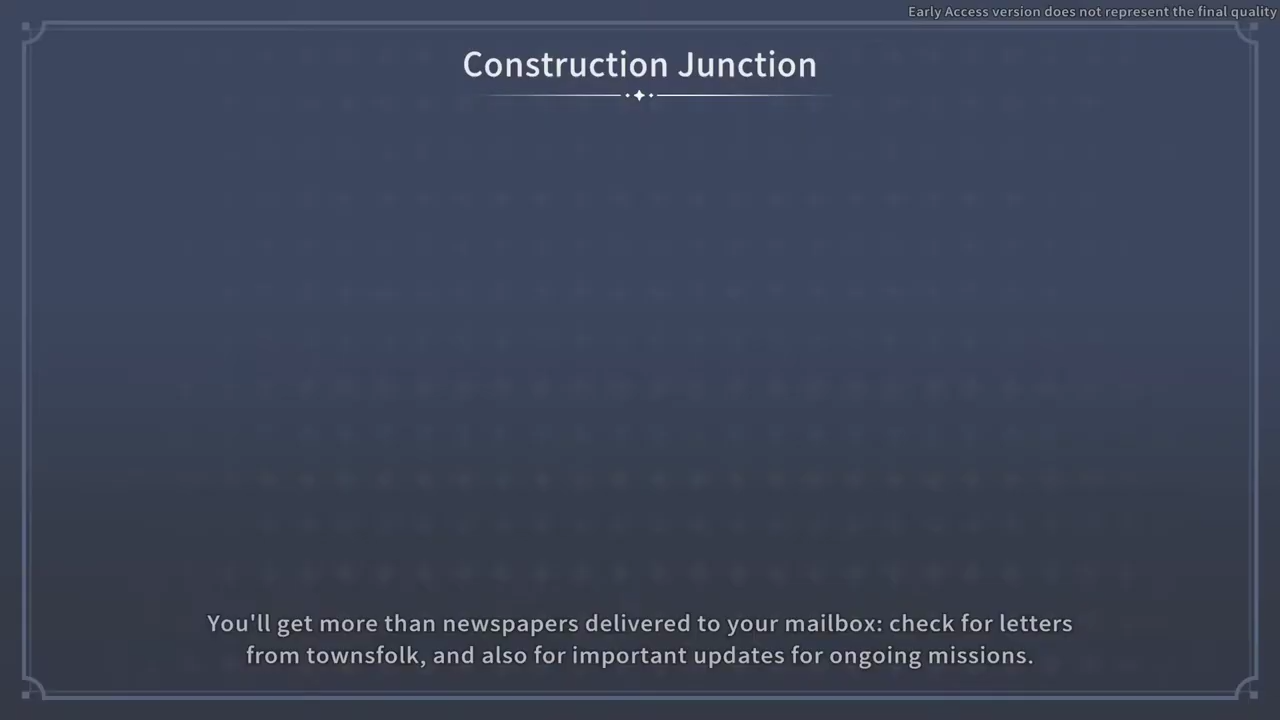 Early Access version does not represent the final quality
Construction Junction
You'll get more than newspapers delivered to your mailbox: check for letters
from townsfolk, and also for important updates for ongoing missions.